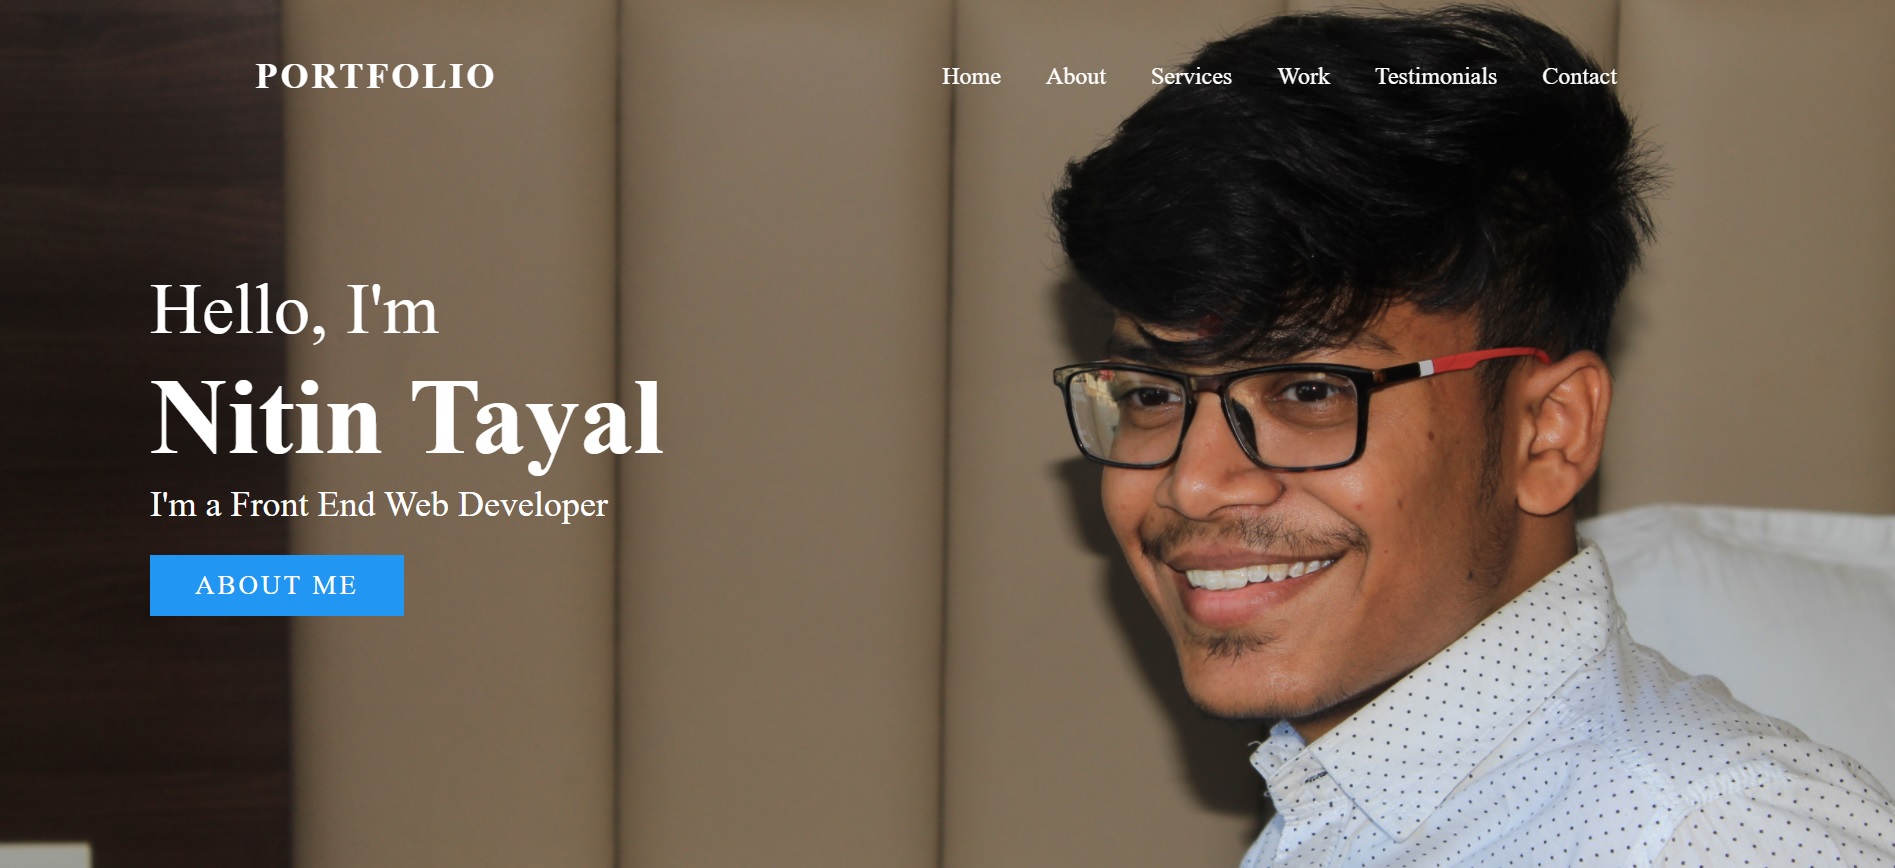 PORTFOLIO
Home About Services Work Testimonials Contact
Hello, I'm
Nitin Tayal
I'm a Front End Web Developer
ABOUT ME